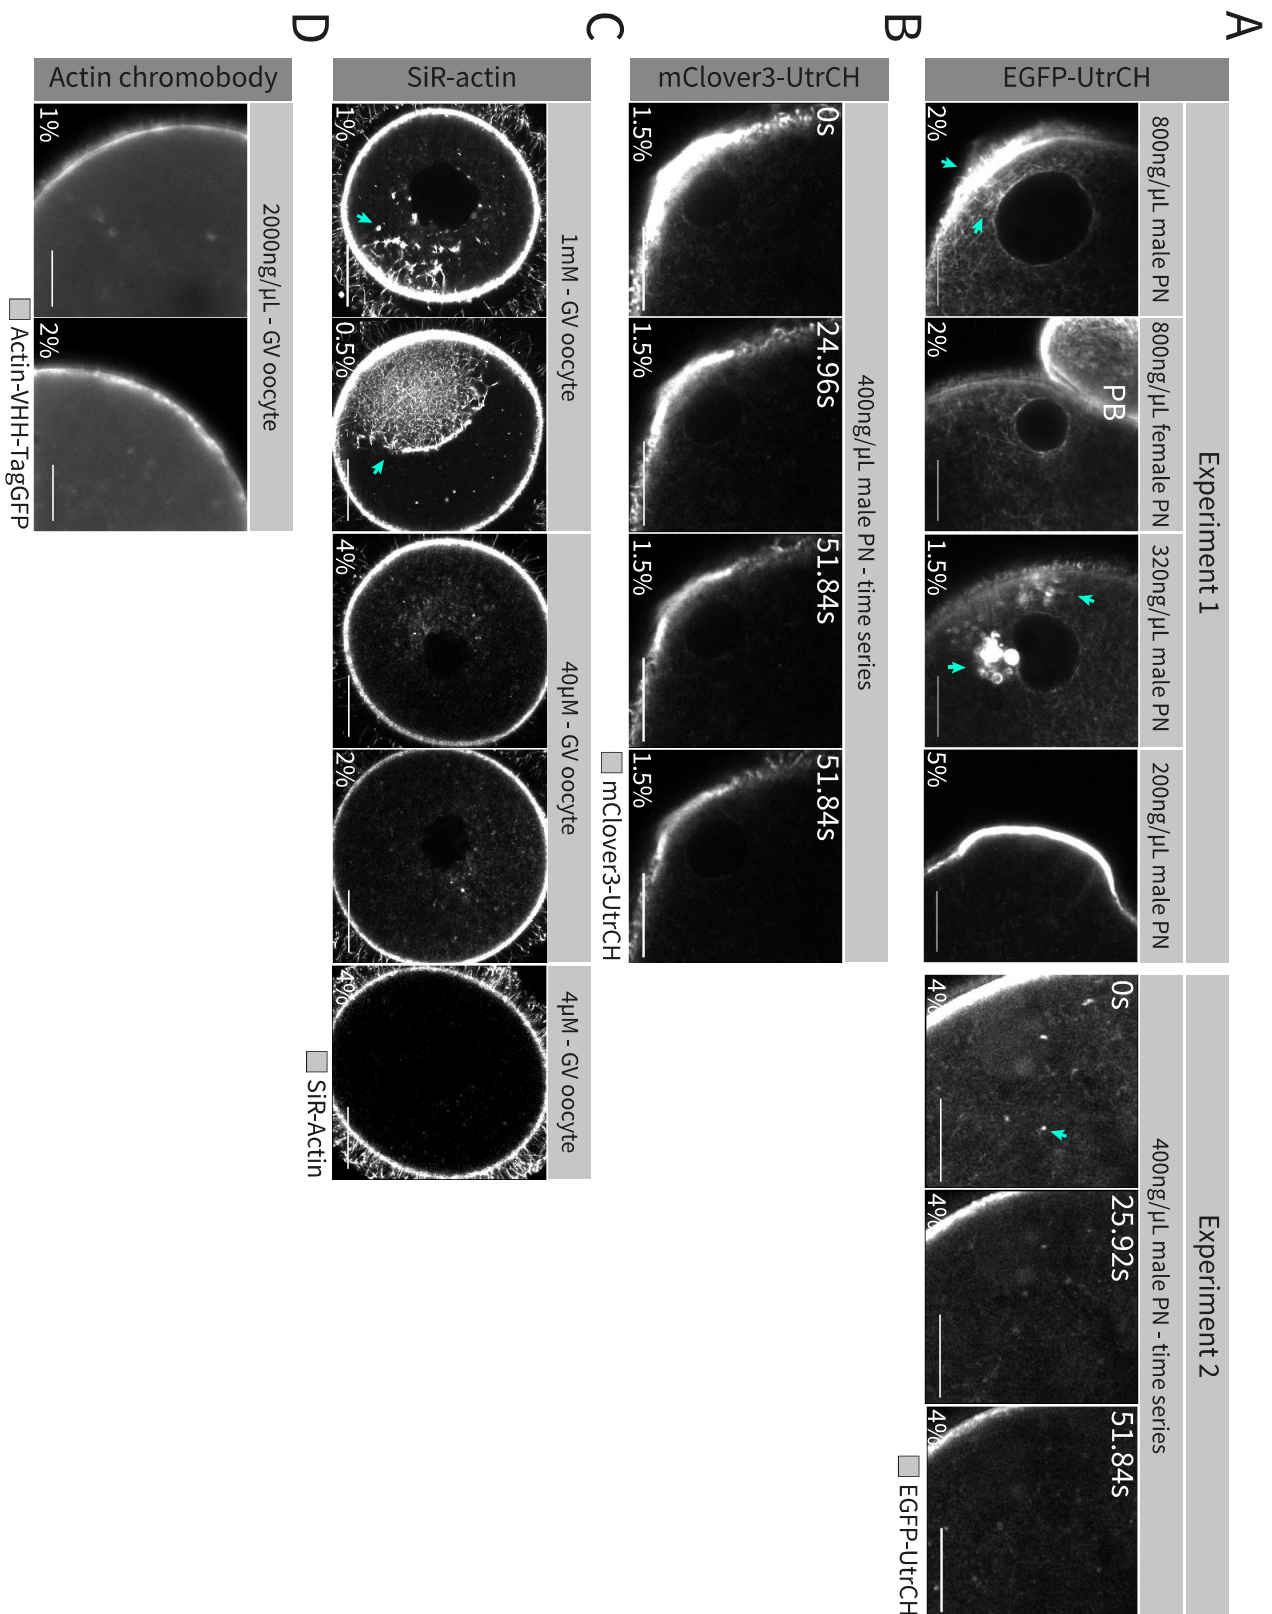 A
EGFP-UtrCH
Experiment 1
Experiment 2
800ng/µL male PN
800ng/µL female PN
320ng/µL male PN
200ng/µL male PN
400ng/µL male PN - time series
2%
PB
2%
1.5%
5%
0s
4%
25.92s
4%
51.84s
4%
EGFP-UtrCH
B
mClover3-UtrCH
400ng/µL male PN - time series
0s
1.5%
24.96s
1.5%
51.84s
1.5%
51.84s
1.5%
mClover3-UtrCH
C
SiR-actin
1mM - GV oocyte
40µM - GV oocyte
4µM - GV oocyte
1%
0.5%
4%
2%
4%
SiR-Actin
D
Actin chromobody
2000ng/µL - GV oocyte
1%
2%
Actin-VHH-TagGFP